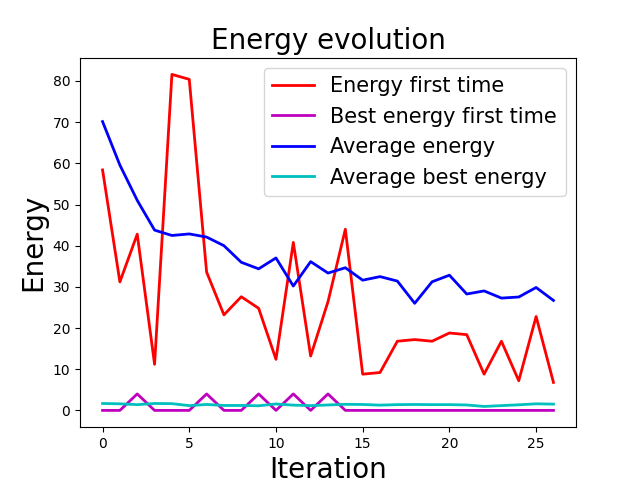 Energy evolution
Energy
80
70
60
50
40
30
20
10
0
Energy first time
Best energy first time
Average energy
Average best energy
0 5 10 15 20 25
Iteration